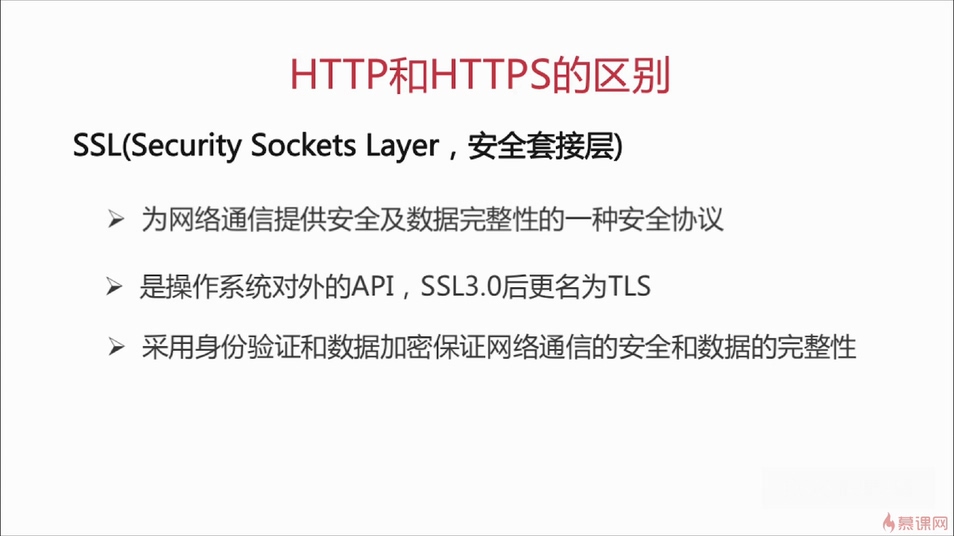 HTTP和HTTPS的区别
SSL(Security Sockets Layer，安全套接层)
➢ 为网络通信提供安全及数据完整性的一种安全协议
➢ 是操作系统对外的API，SSL3.0后更名为TLS
➢ 采用身份验证和数据加密保证网络通信的安全和数据的完整性
慕课网